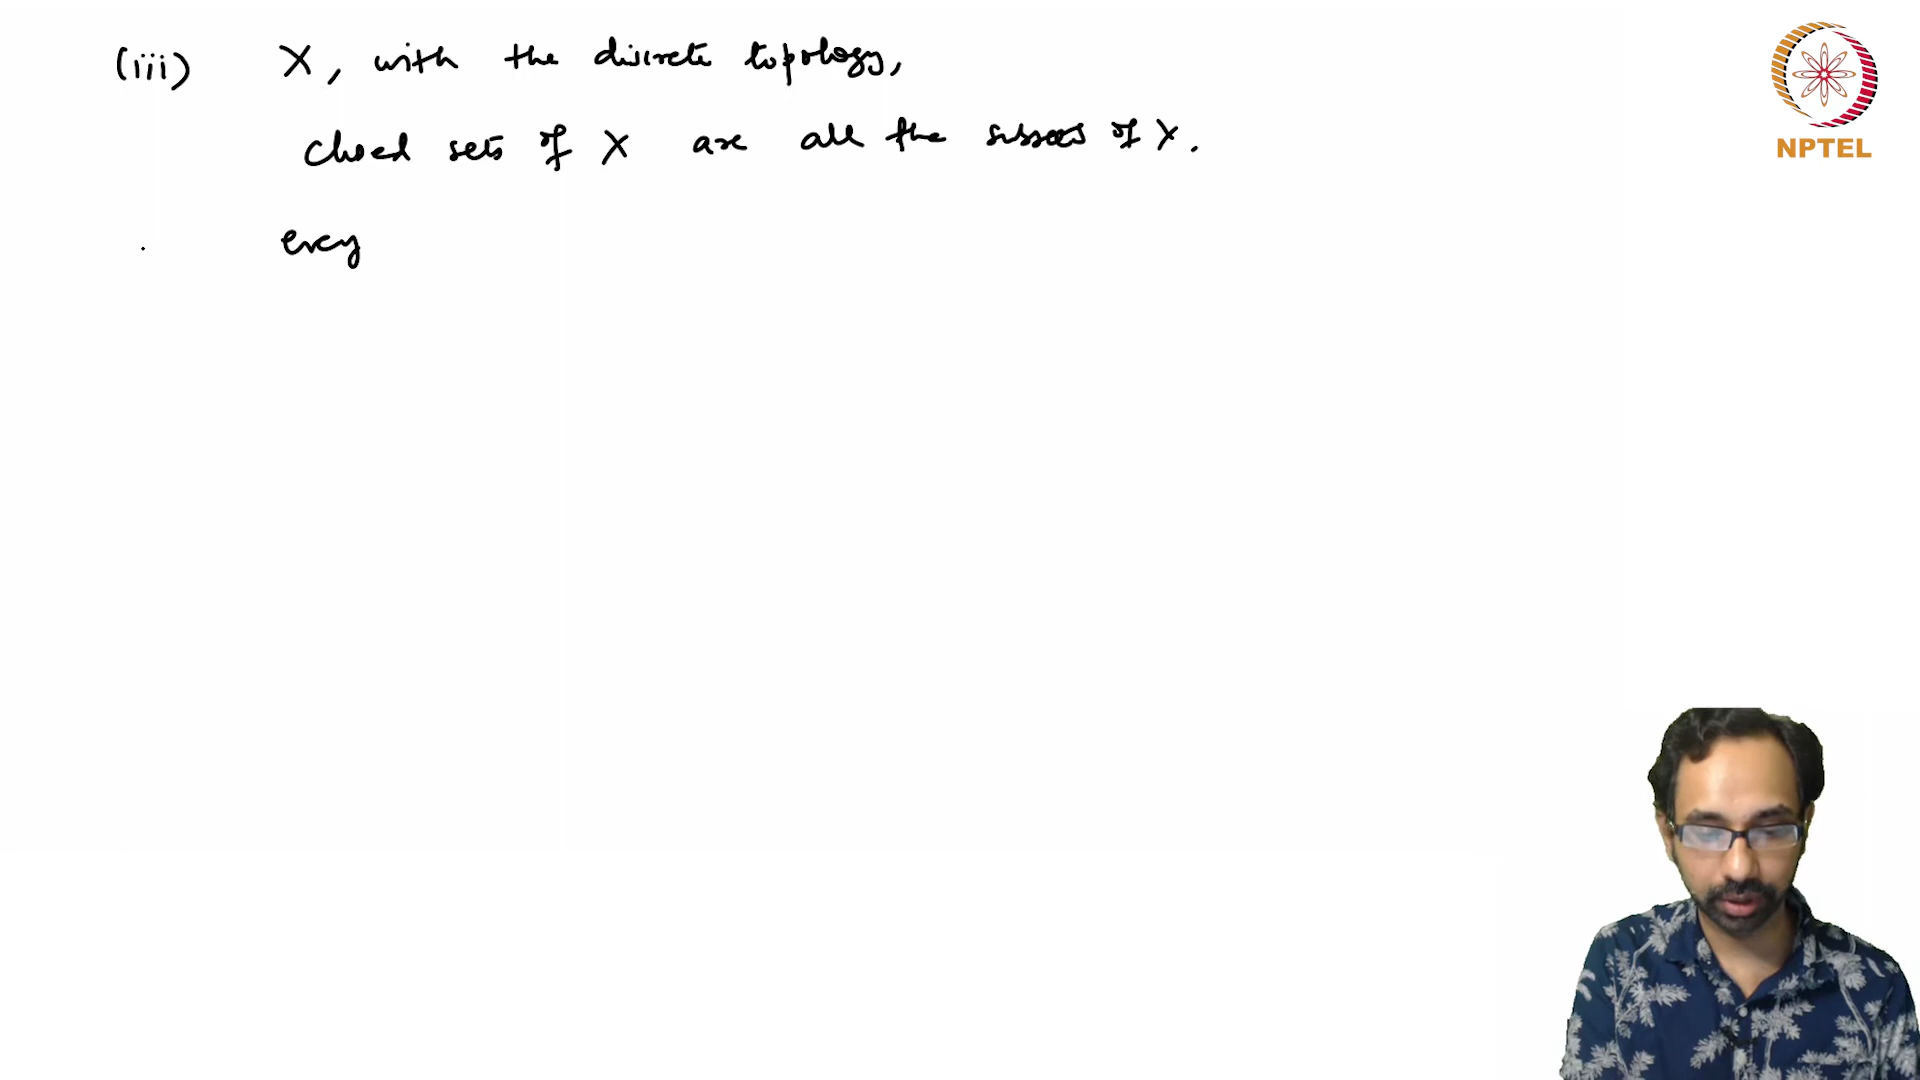 (iii) X, with the discrete topology,
closed sets of X are all the subsets of X.
every
NPTEL